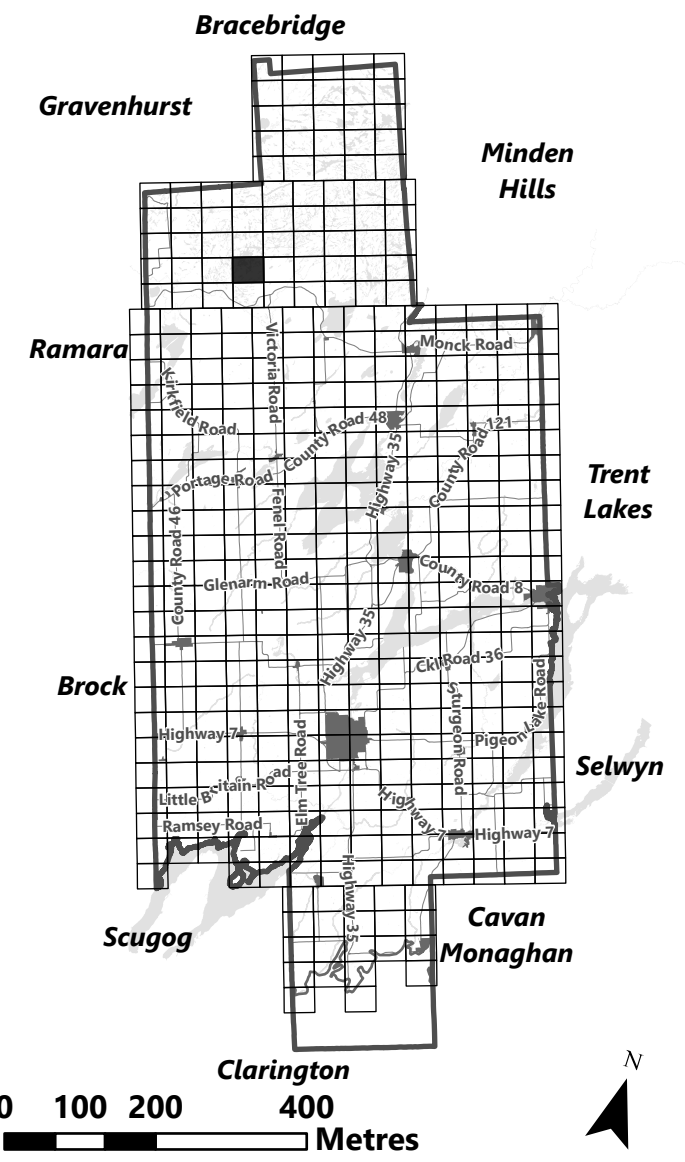 Bracebridge
Gravenhurst
Minden
Hills
Ramara
Monck Road
Victoria Road
Kirkfield Road
County Road 48
County Road 121
Highway 35
Portage Road
Trent
Lakes
Fenel Road
County Road 46
Glenarm Road
County Road 8
Highway 35
Ckl Road 36
Brock
Sturgeon Road
Pigeon Lake Road
Highway 7
Elm Tree Road
Selwyn
Little Britain Road
Highway 7
Highway 7
Ramsey Road
Highway 35
Scugog
Cavan
Monaghan
Clarington
N
0 100 200 400
Metres